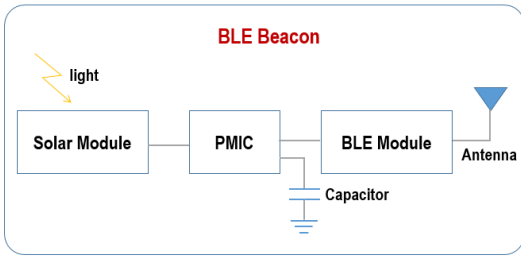 BLE Beacon
light
Solar Module
PMIC
BLE Module
Antenna
Capacitor